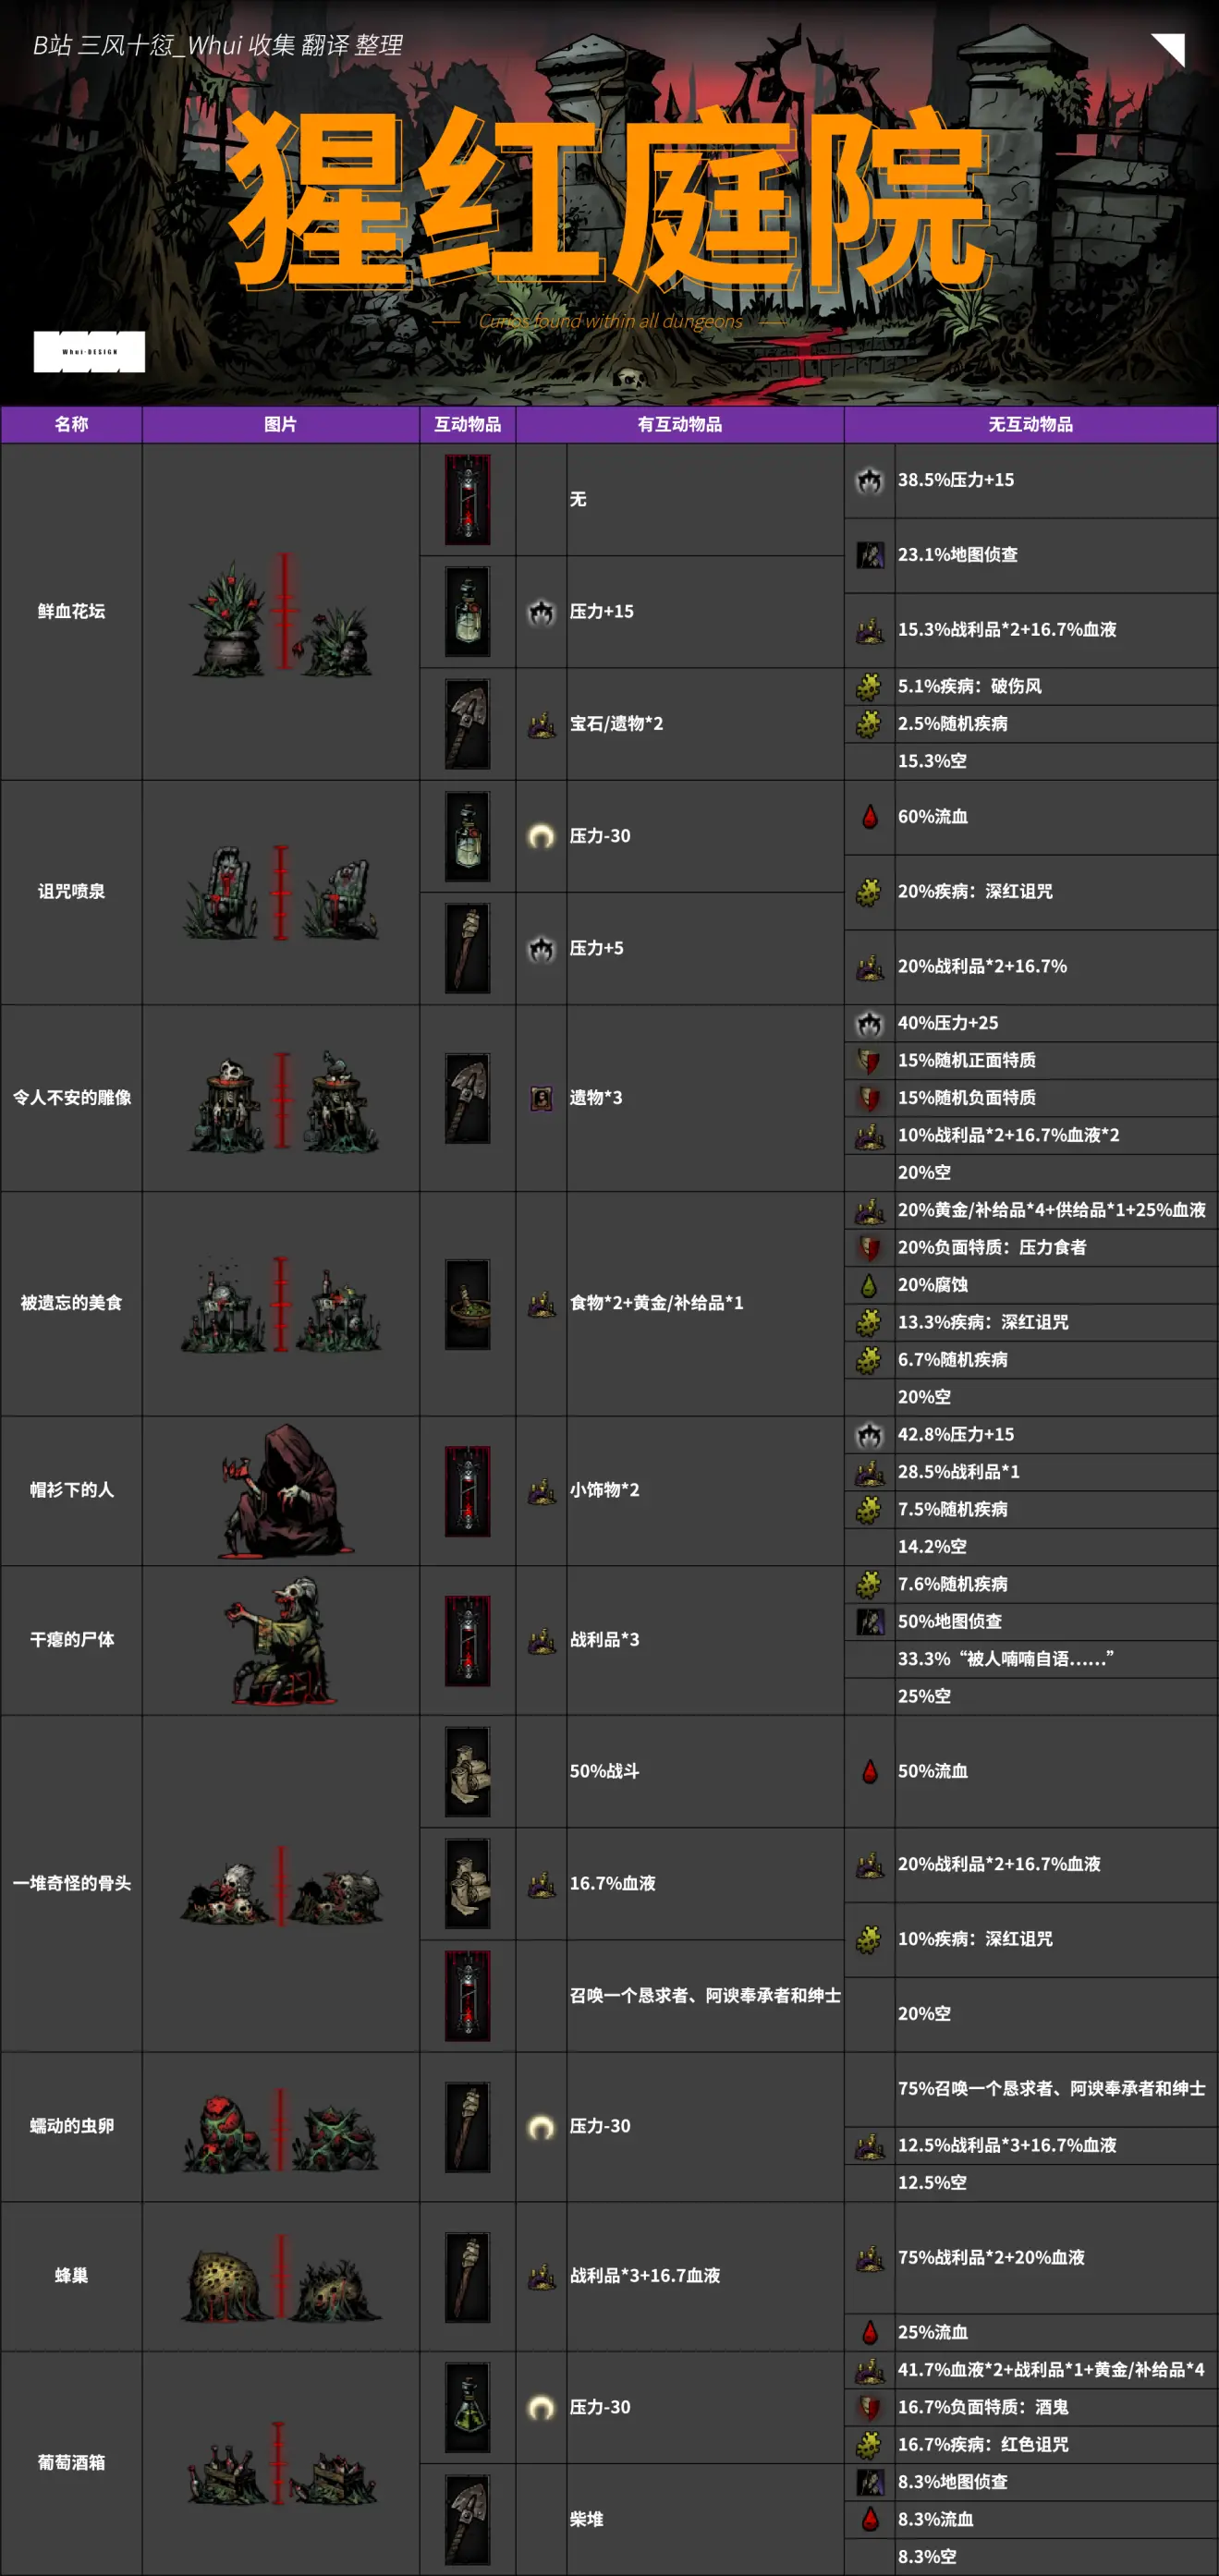 B站 三风十愆_Whui 收集 翻译 整理
猩红庭院
Curios found within all dungeons
Whui·DESIGN
名称 图片 互动物品 有互动物品 无互动物品
鲜血花坛
无
压力+15
宝石/遗物*2
38.5%压力+15
23.1%地图侦查
15.3%战利品*2+16.7%血液
5.1%疾病：破伤风
2.5%随机疾病
15.3%空
诅咒喷泉
压力-30
压力+5
60%流血
20%疾病：深红诅咒
20%战利品*2+16.7%
令人不安的雕像
遗物*3
40%压力+25
15%随机正面特质
15%随机负面特质
10%战利品*2+16.7%血液*2
20%空
被遗忘的美食
食物*2+黄金/补给品*1
20%黄金/补给品*4+供给品*1+25%血液
20%负面特质：压力食者
20%腐蚀
13.3%疾病：深红诅咒
6.7%随机疾病
20%空
帽衫下的人
小饰物*2
42.8%压力+15
28.5%战利品*1
7.5%随机疾病
14.2%空
干瘪的尸体
战利品*3
7.6%随机疾病
50%地图侦查
33.3%“被人喃喃自语……”
25%空
一堆奇怪的骨头
50%战斗
16.7%血液
召唤一个恳求者、阿谀奉承者和绅士
50%流血
20%战利品*2+16.7%血液
10%疾病：深红诅咒
20%空
蠕动的虫卵
压力-30
75%召唤一个恳求者、阿谀奉承者和绅士
12.5%战利品*3+16.7%血液
12.5%空
蜂巢
战利品*3+16.7血液
75%战利品*2+20%血液
25%流血
葡萄酒箱
压力-30
柴堆
41.7%血液*2+战利品*1+黄金/补给品*4
16.7%负面特质：酒鬼
16.7%疾病：红色诅咒
8.3%地图侦查
8.3%流血
8.3%空